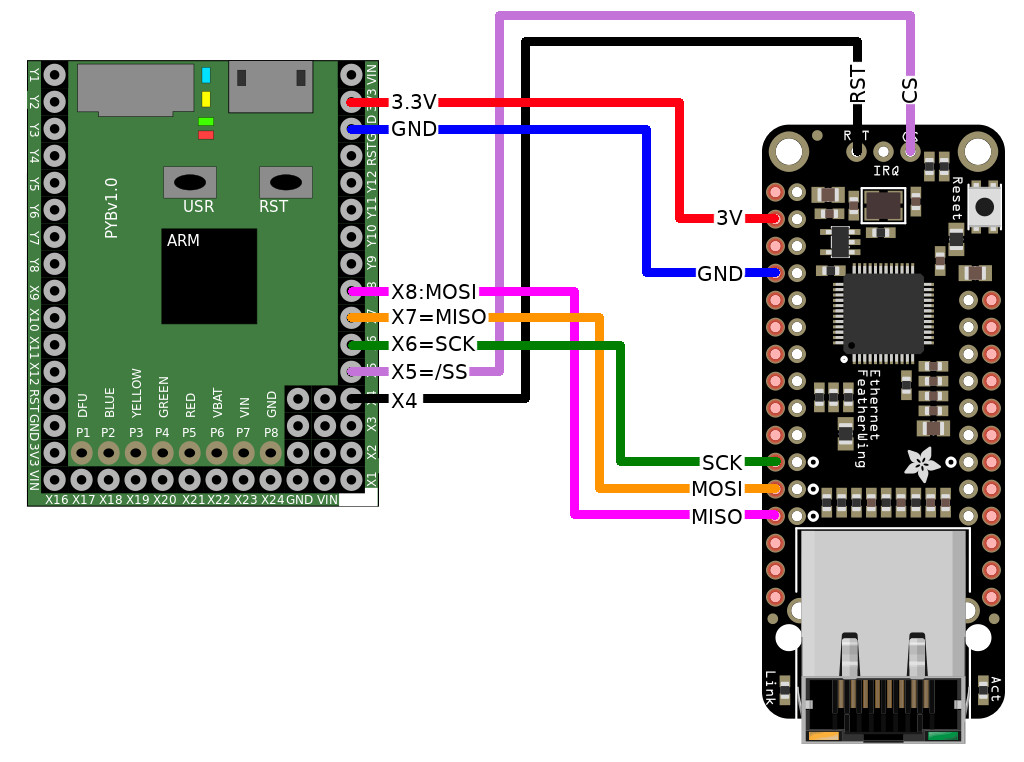 Y1
Y2
Y3
Y4
Y5
Y6
Y7
Y8
X9
X10
X11
X12
RST
GND
3V3
VIN
PYBv1.0
USR
RST
ARM
DFU
BLUE
YELLOW
GREEN
RED
VBAT
VIN
GND
P1 P2 P3 P4 P5 P6 P7 P8
X16 X17 X18 X19 X20 X21 X22 X23 X24 GND VIN
VIN
RST
Y12
Y11
Y10
Y9
X3
X2
X1
3.3V
GND
X8:MOSI
X7=MISO
X6=SCK
X5=/SS
X4
RST
CS
3V
GND
SCK
MOSI
MISO
IRQ
Reset
Ethernet
FeatherWing
Link
Act